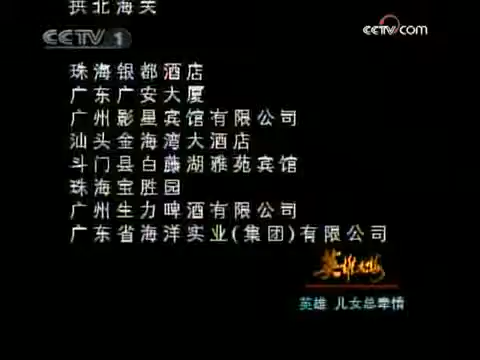 拱北海关
CCTV 1
cctv.com
珠海银都酒店
广东广安大厦
广州影星宾馆有限公司
汕头金海湾大酒店
斗门县白藤湖雅苑宾馆
珠海宝胜园
广州生力啤酒有限公司
广东省海洋实业(集团)有限公司
英雄 儿女总牵情